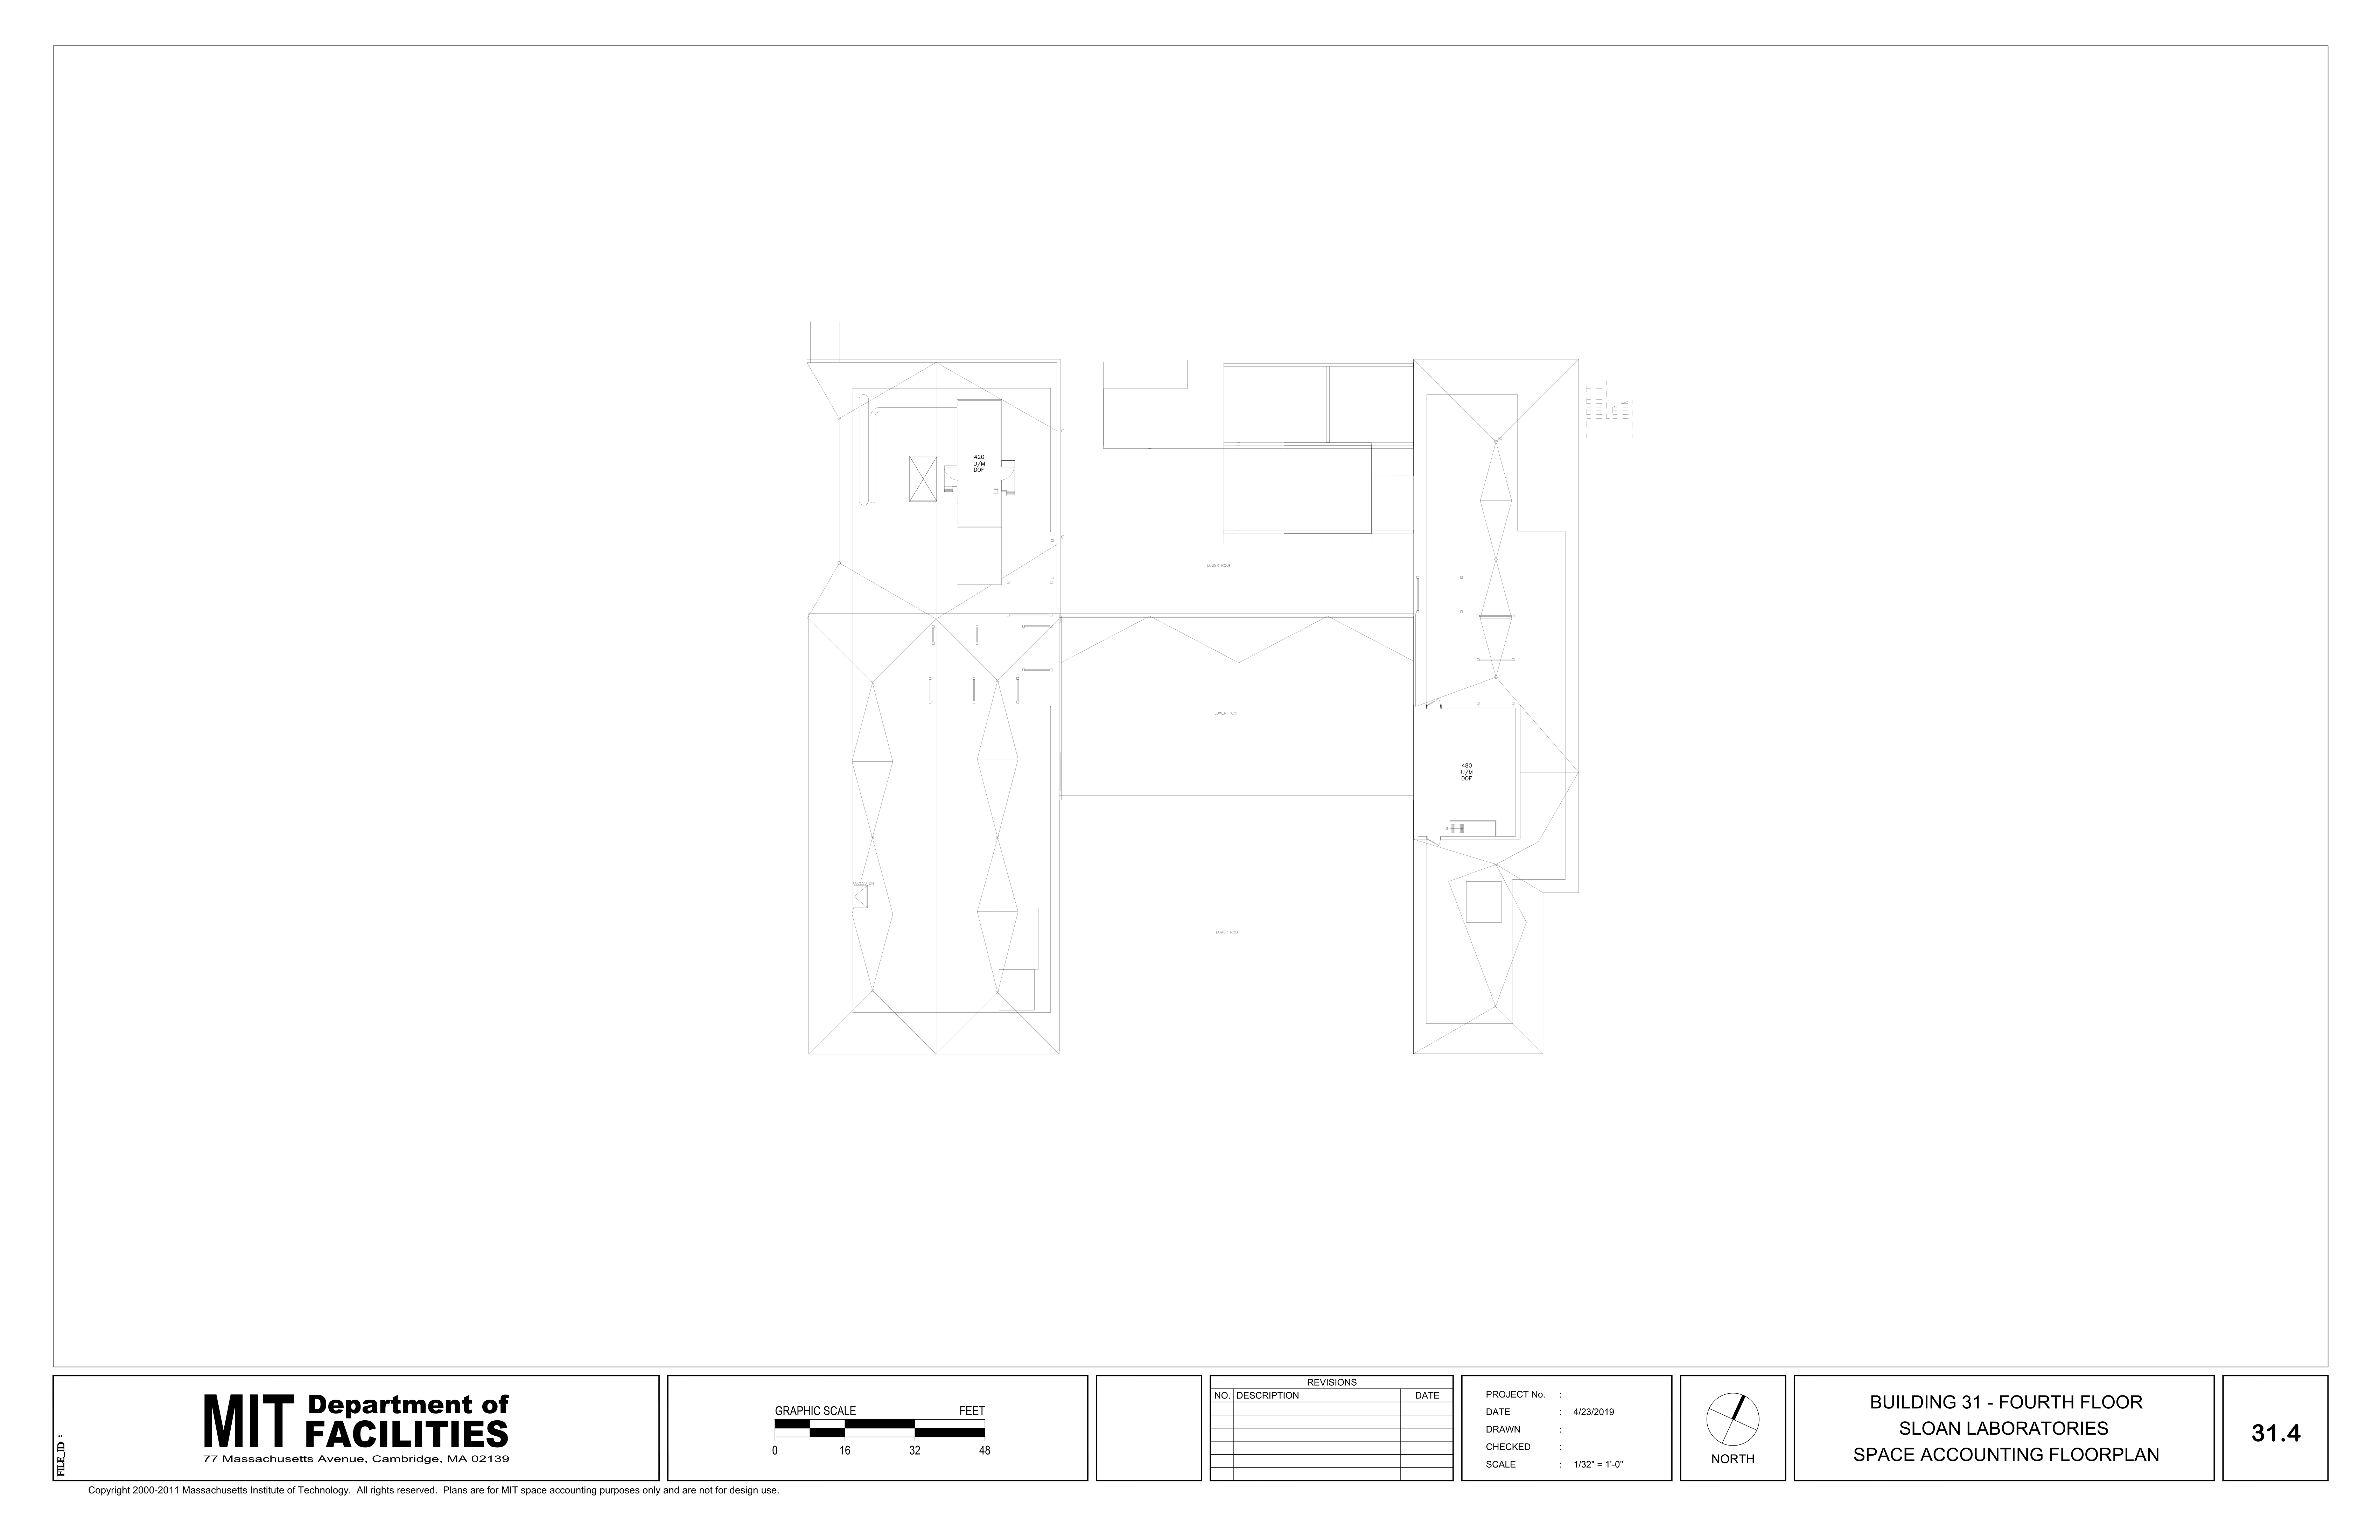 420
U/M
DOF
LOWER ROOF
LOWER ROOF
480
U/M
DOF
LOWER ROOF
FILE_ID :
MIT Department of
FACILITIES
77 Massachusetts Avenue, Cambridge, MA 02139
GRAPHIC SCALE FEET
0 16 32 48
REVISIONS
NO. DESCRIPTION DATE
PROJECT No. :
DATE : 4/23/2019
DRAWN :
CHECKED :
SCALE : 1/32" = 1'-0"
NORTH
BUILDING 31 - FOURTH FLOOR
SLOAN LABORATORIES
SPACE ACCOUNTING FLOORPLAN
31.4
Copyright 2000-2011 Massachusetts Institute of Technology. All rights reserved. Plans are for MIT space accounting purposes only and are not for design use.